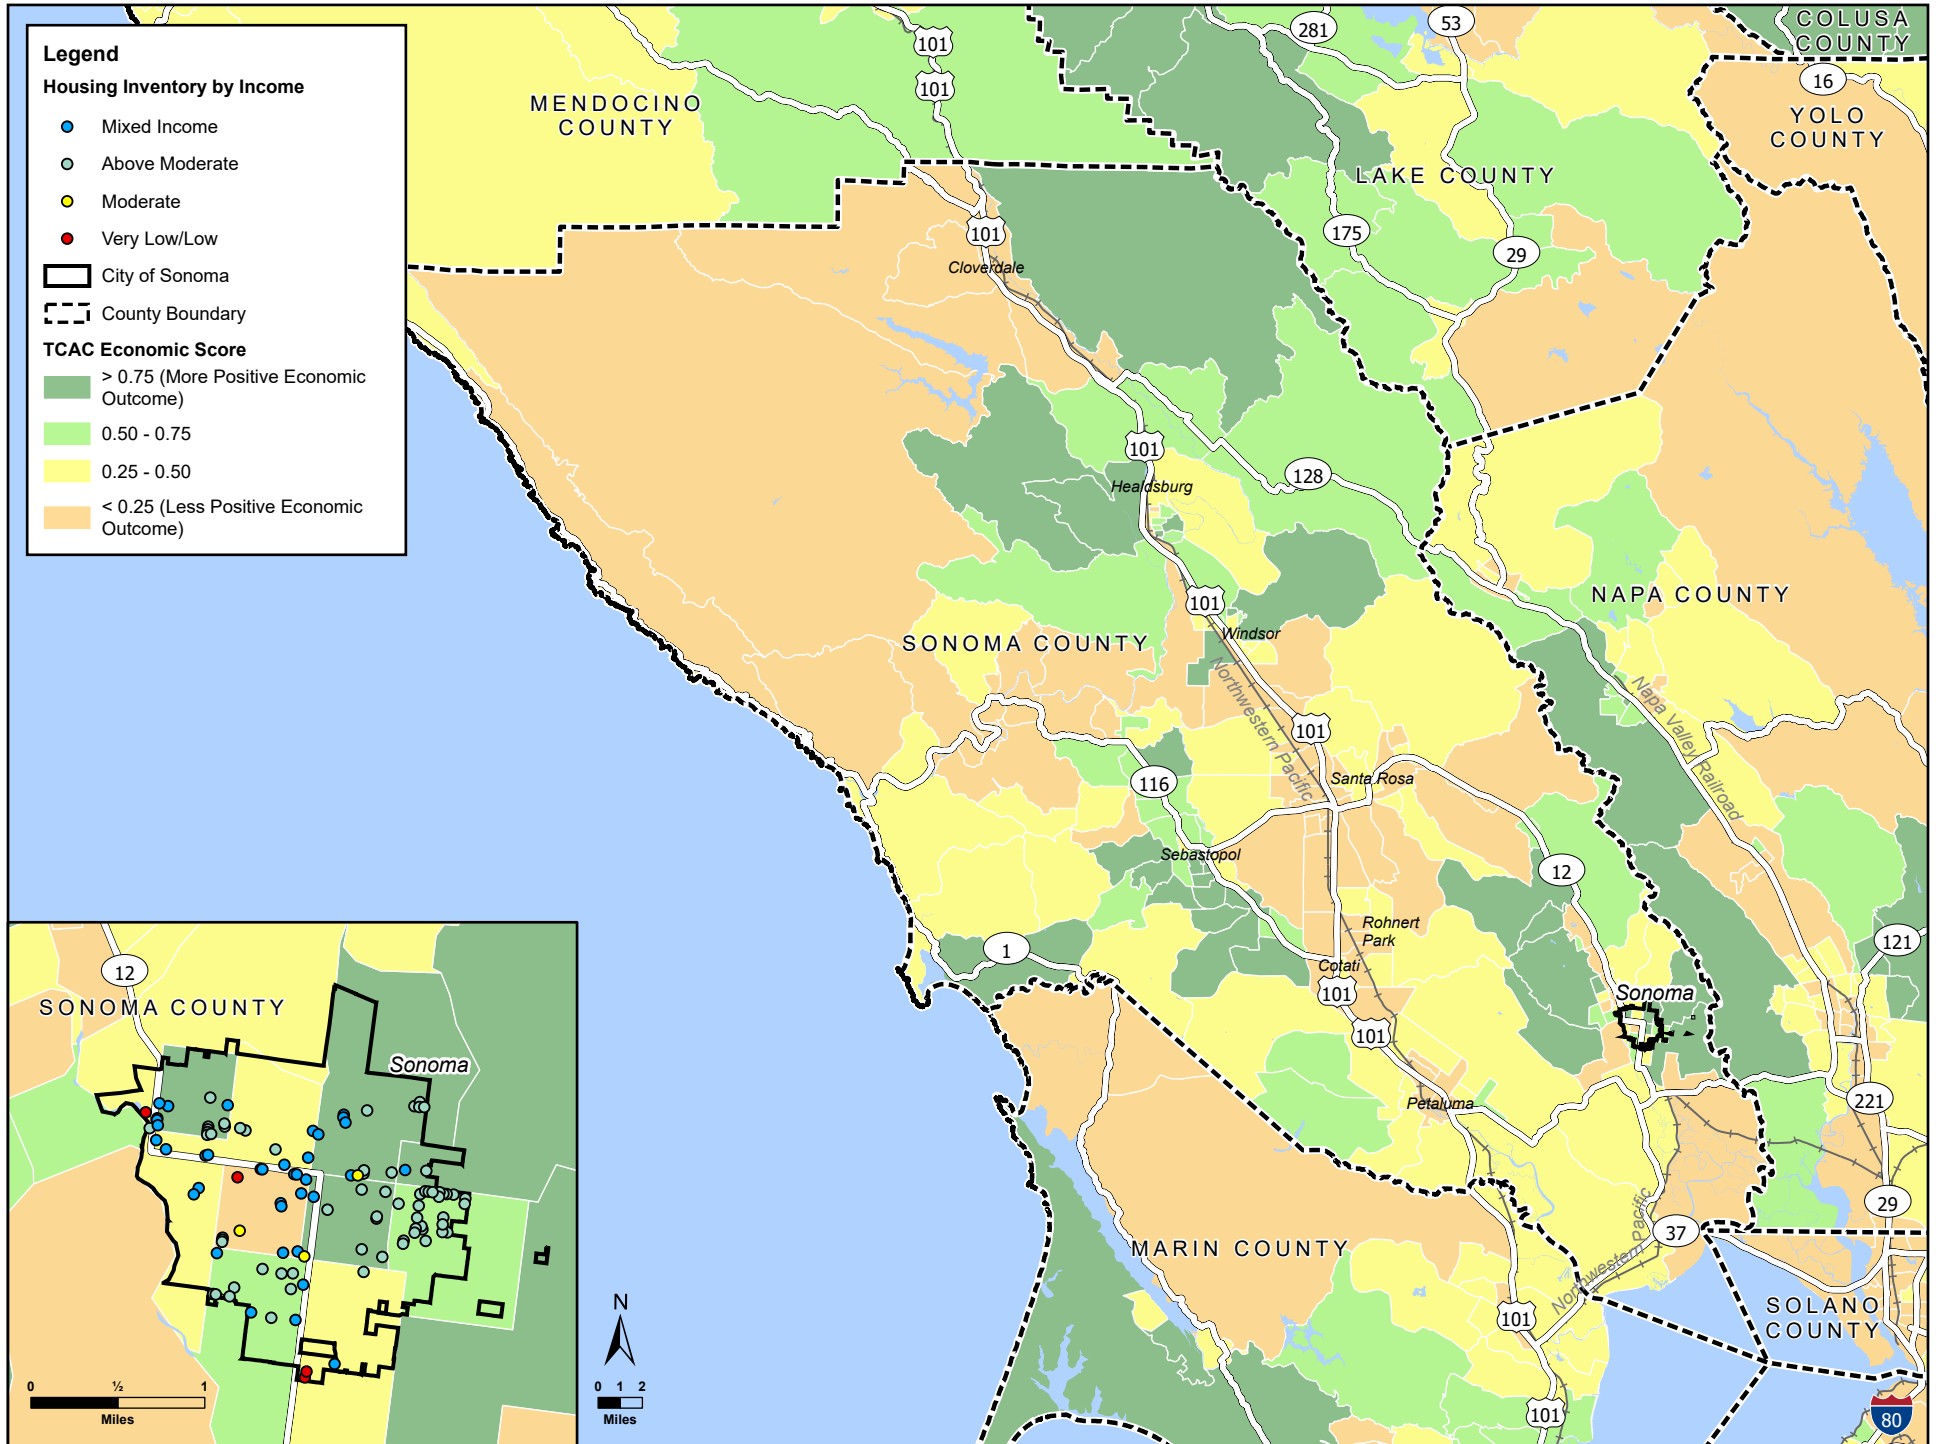 Legend
Housing Inventory by Income
Mixed Income
Above Moderate
Moderate
Very Low/Low
City of Sonoma
County Boundary
TCAC Economic Score
> 0.75 (More Positive Economic
Outcome)
0.50 - 0.75
0.25 - 0.50
< 0.25 (Less Positive Economic
Outcome)
101
101
281
53
COLUSA
COUNTY
16
YOLO
COUNTY
MENDOCINO
COUNTY
LAKE COUNTY
175
29
101
Cloverdale
101
Healdsburg
128
NAPA COUNTY
101
Windsor
SONOMA COUNTY
Northwestern Pacific
Napa Valley Railroad
101
Santa Rosa
116
Sebastopol
12
Rohnert
Park
121
1
Cotati
101
Sonoma
101
Petaluma
221
29
Northwestern Pacific
37
MARIN COUNTY
SOLANO
COUNTY
101
101
80
12
SONOMA COUNTY
Sonoma
0 ½ 1
Miles
N
0 1 2
Miles